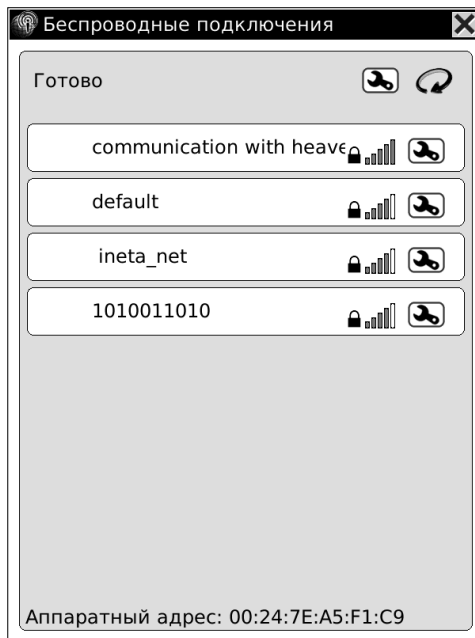 Беспроводные подключения
Готово
communication with heave
default
ineta_net
1010011010
Аппаратный адрес: 00:24:7E:A5:F1:C9